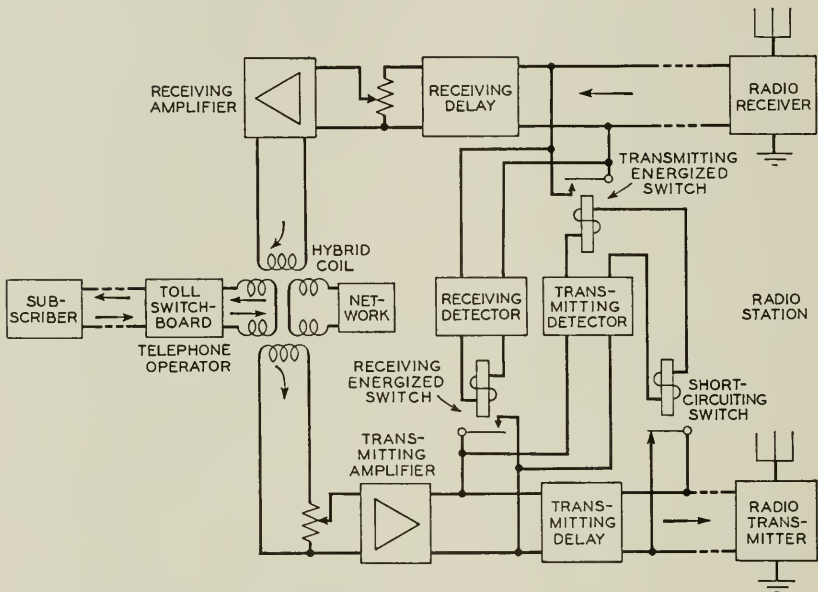 RECEIVING
AMPLIFIER
RECEIVING
DELAY
RADIO
RECEIVER
TRANSMITTING
ENERGIZED
SWITCH
HYBRID
COIL
SUB-
SCRIBER
TOLL
SWITCH-
BOARD
TELEPHONE
OPERATOR
NET-
WORK
RECEIVING
DETECTOR
TRANS-
MITTING
DETECTOR
RADIO
STATION
RECEIVING
ENERGIZED
SWITCH
SHORT-
CIRCUITING
SWITCH
TRANS-
MITTING
AMPLIFIER
TRANS-
MITTING
DELAY
RADIO
TRANS-
MITTER